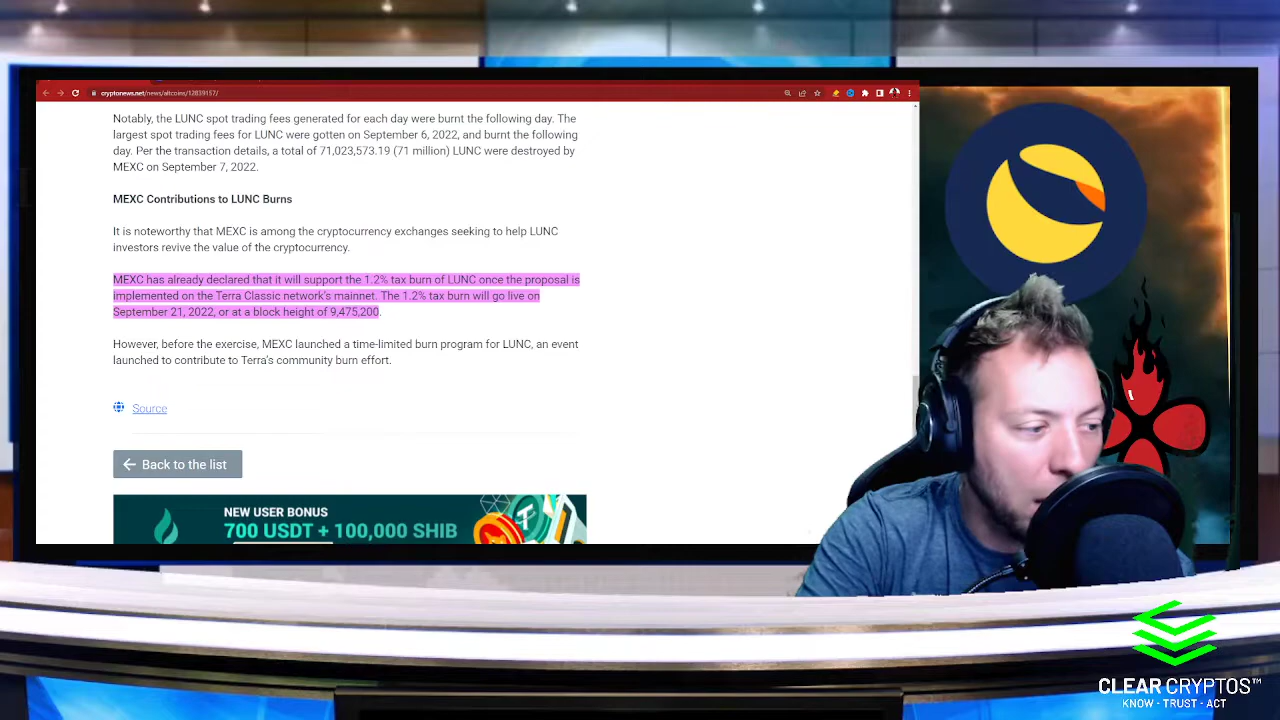 cryptonews.net/news/altcoins/12839157/
Notably, the LUNC spot trading fees generated for each day were burnt the following day. The
largest spot trading fees for LUNC were gotten on September 6, 2022, and burnt the following
day. Per the transaction details, a total of 71,023,573.19 (71 million) LUNC were destroyed by
MEXC on September 7, 2022.
MEXC Contributions to LUNC Burns
It is noteworthy that MEXC is among the cryptocurrency exchanges seeking to help LUNC
investors revive the value of the cryptocurrency.
MEXC has already declared that it will support the 1.2% tax burn of LUNC once the proposal is
implemented on the Terra Classic network's mainnet. The 1.2% tax burn will go live on
September 21, 2022, or at a block height of 9,475,200.
However, before the exercise, MEXC launched a time-limited burn program for LUNC, an event
launched to contribute to Terra's community burn effort.
Source
Back to the list
NEW USER BONUS
700 USDT + 100,000 SHIB
CLEAR CRYPTOS™
KNOW - TRUST - ACT